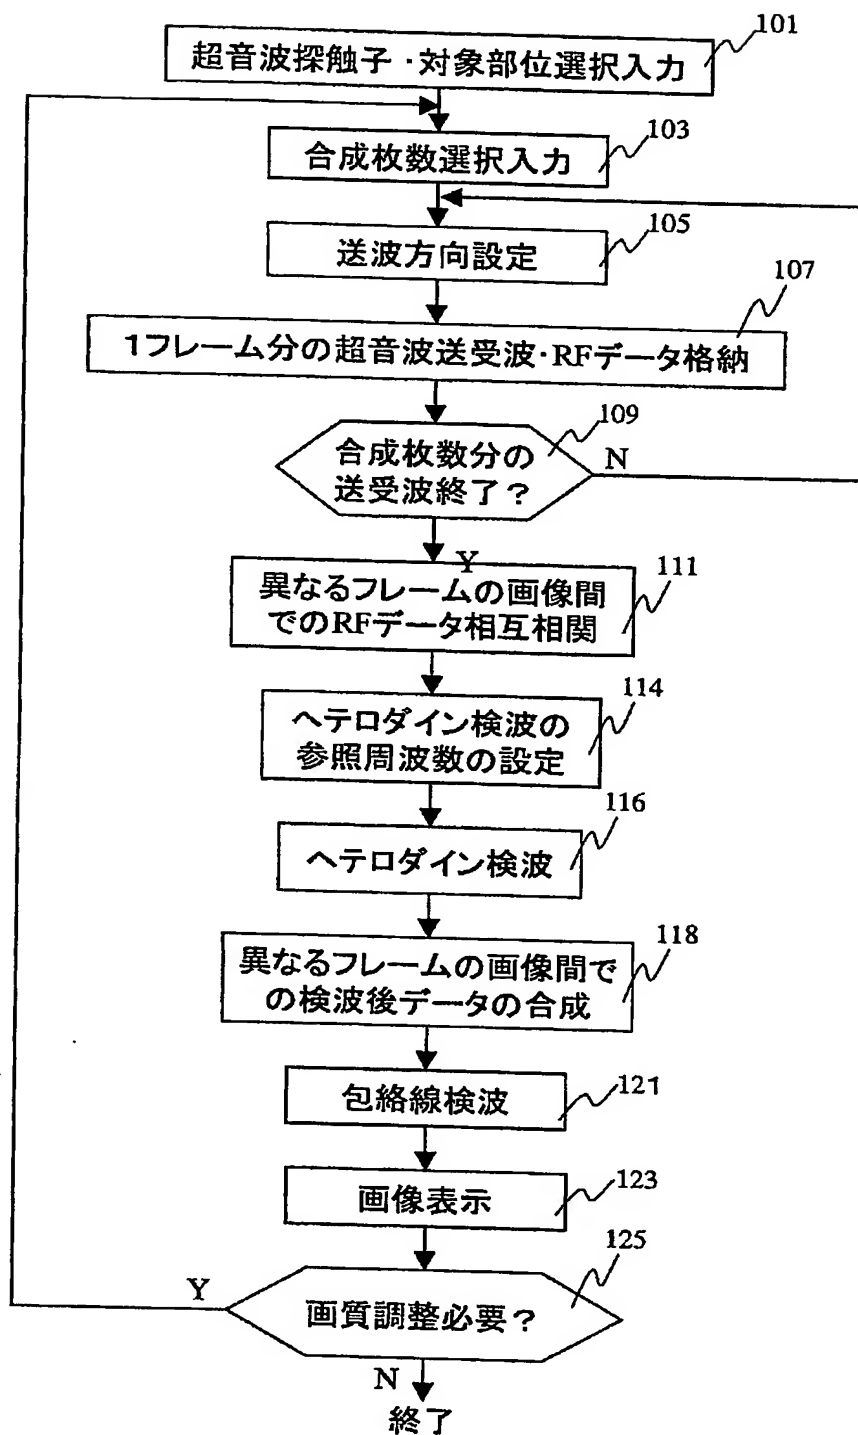 101
超音波探触子・対象部位選択入力
103
合成枚数選択入力
105
送波方向設定
107
1フレーム分の超音波送受波・RFデータ格納
109
合成枚数分の
送受波終了？
N
Y
111
異なるフレームの画像間
でのRFデータ相互相関
114
ヘテロダイン検波の
参照周波数の設定
116
ヘテロダイン検波
118
異なるフレームの画像間で
の検波後データの合成
121
包絡線検波
123
画像表示
125
Y
画質調整必要？
N
終了